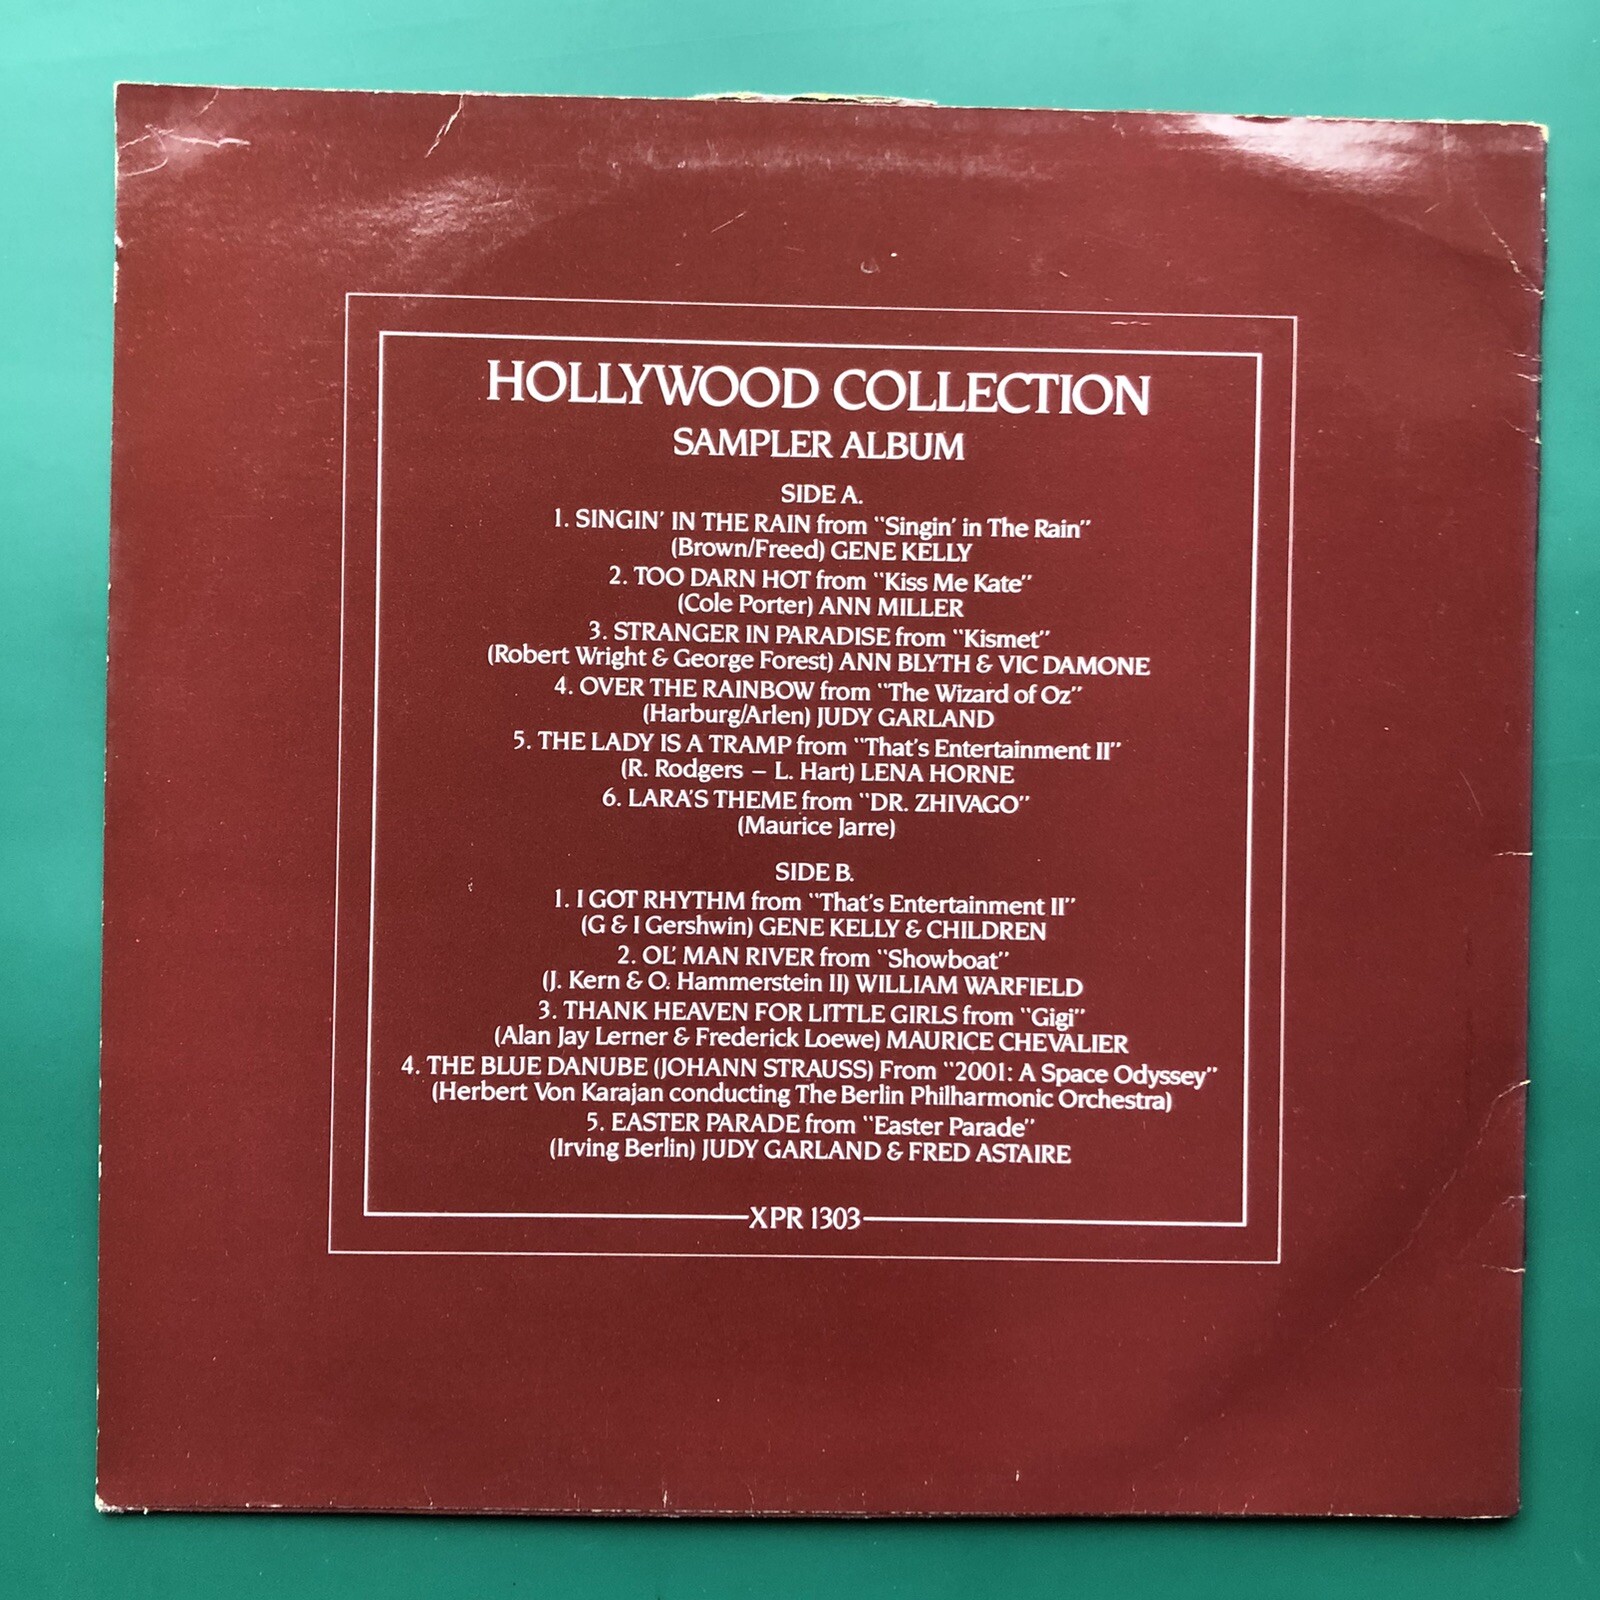 HOLLYWOOD COLLECTION
SAMPLER ALBUM
SIDE A.
1. SINGIN' IN THE RAIN from "Singin' in The Rain"
(Brown/Freed) GENE KELLY
2. TOO DARN HOT from "Kiss Me Kate"
(Cole Porter) ANN MILLER
3. STRANGER IN PARADISE from "Kismet"
(Robert Wright & George Forest) ANN BLYTH & VIC DAMONE
4. OVER THE RAINBOW from "The Wizard of Oz"
(Harburg/Arlen) JUDY GARLAND
5. THE LADY IS A TRAMP from "That's Entertainment II"
(R. Rodgers – L. Hart) LENA HORNE
6. LARA'S THEME from "DR. ZHIVAGO"
(Maurice Jarre)
SIDE B.
1. I GOT RHYTHM from "That's Entertainment II"
(G & I Gershwin) GENE KELLY & CHILDREN
2. OL' MAN RIVER from "Showboat"
(J. Kern & O. Hammerstein II) WILLIAM WARFIELD
3. THANK HEAVEN FOR LITTLE GIRLS from "Gigi"
(Alan Jay Lerner & Frederick Loewe) MAURICE CHEVALIER
4. THE BLUE DANUBE (JOHANN STRAUSS) From "2001: A Space Odyssey"
(Herbert Von Karajan conducting The Berlin Philharmonic Orchestra)
5. EASTER PARADE from "Easter Parade"
(Irving Berlin) JUDY GARLAND & FRED ASTAIRE
XPR 1303